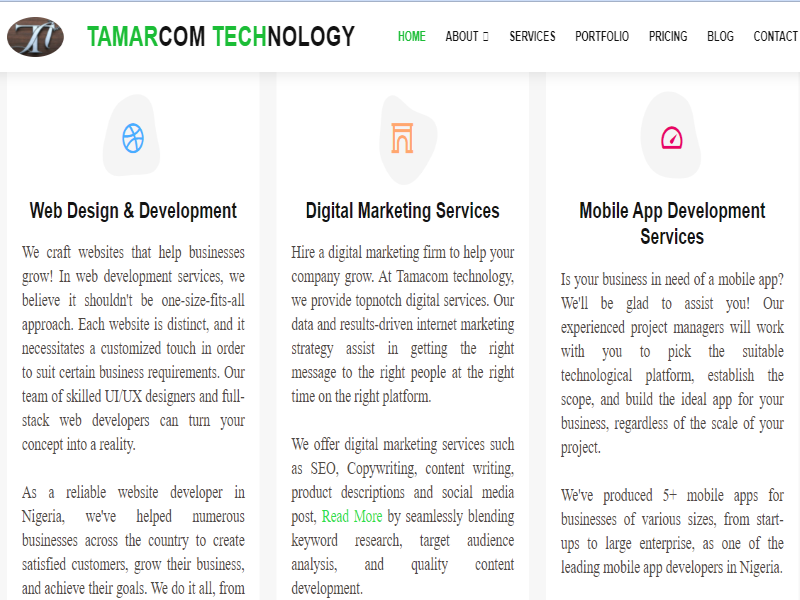 TAMARCOM TECHNOLOGY
HOME ABOUT SERVICES PORTFOLIO PRICING BLOG CONTACT
Web Design & Development
We craft websites that help businesses
grow! In web development services, we
believe it shouldn't be one-size-fits-all
approach. Each website is distinct, and it
necessitates a customized touch in order
to suit certain business requirements. Our
team of skilled UI/UX designers and full-
stack web developers can turn your
concept into a reality.
As a reliable website developer in
Nigeria, we've helped numerous
businesses across the country to create
satisfied customers, grow their business,
and achieve their goals. We do it all, from
Digital Marketing Services
Hire a digital marketing firm to help your
company grow. At Tamacom technology,
we provide topnotch digital services. Our
data and results-driven internet marketing
strategy assist in getting the right
message to the right people at the right
time on the right platform.
We offer digital marketing services such
as SEO, Copywriting, content writing,
product descriptions and social media
post, Read More by seamlessly blending
keyword research, target audience
analysis, and quality content
development.
Mobile App Development
Services
Is your business in need of a mobile app?
We'll be glad to assist you! Our
experienced project managers will work
with you to pick the suitable
technological platform, establish the
scope, and build the ideal app for your
business, regardless of the scale of your
project.
We've produced 5+ mobile apps for
businesses of various sizes, from start-
ups to large enterprise, as one of the
leading mobile app developers in Nigeria.